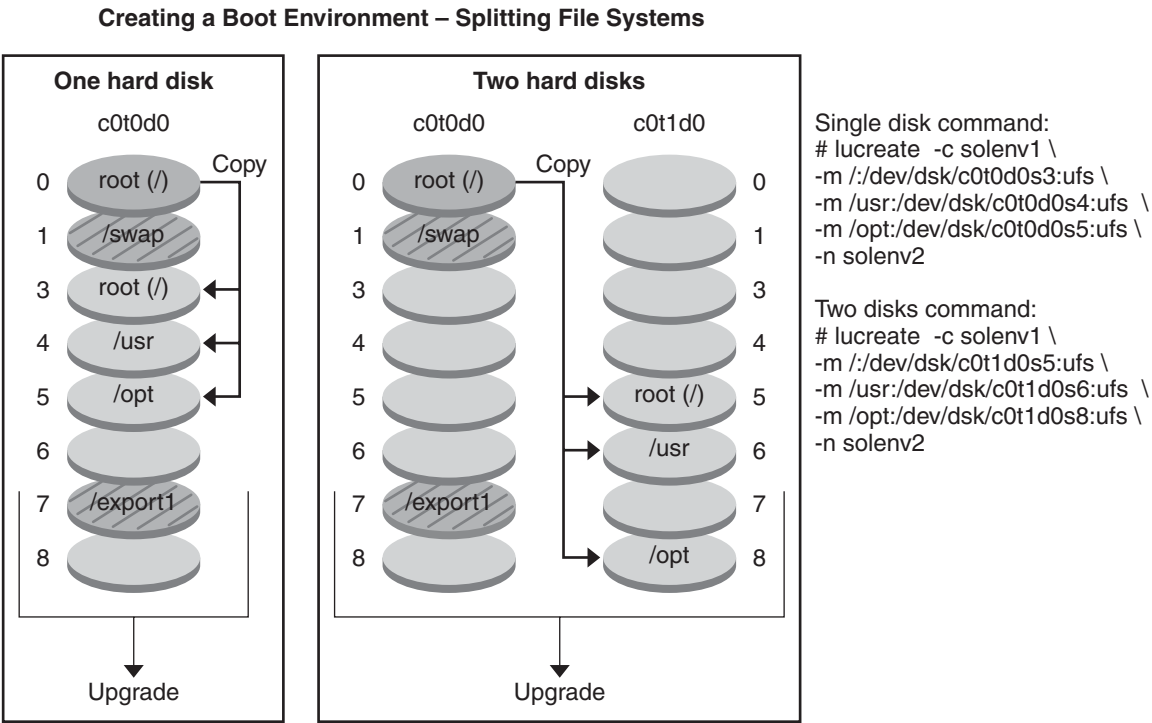 Creating a Boot Environment – Splitting File Systems
One hard disk
c0t0d0
Copy
0 root (/)
1 /swap
3 root (/)
4 /usr
5 /opt
6
7 /export1
8
Upgrade
Two hard disks
c0t0d0 c0t1d0
Copy
0 root (/) 0
1 /swap 1
3 3
4 4
5 root (/) 5
6 /usr 6
7 /export1 7
8 /opt 8
Upgrade
Single disk command:
# lucreate -c solenv1 \
-m /:/dev/dsk/c0t0d0s3:ufs \
-m /usr:/dev/dsk/c0t0d0s4:ufs \
-m /opt:/dev/dsk/c0t0d0s5:ufs \
-n solenv2
Two disks command:
# lucreate -c solenv1 \
-m /:/dev/dsk/c0t1d0s5:ufs \
-m /usr:/dev/dsk/c0t1d0s6:ufs \
-m /opt:/dev/dsk/c0t1d0s8:ufs \
-n solenv2